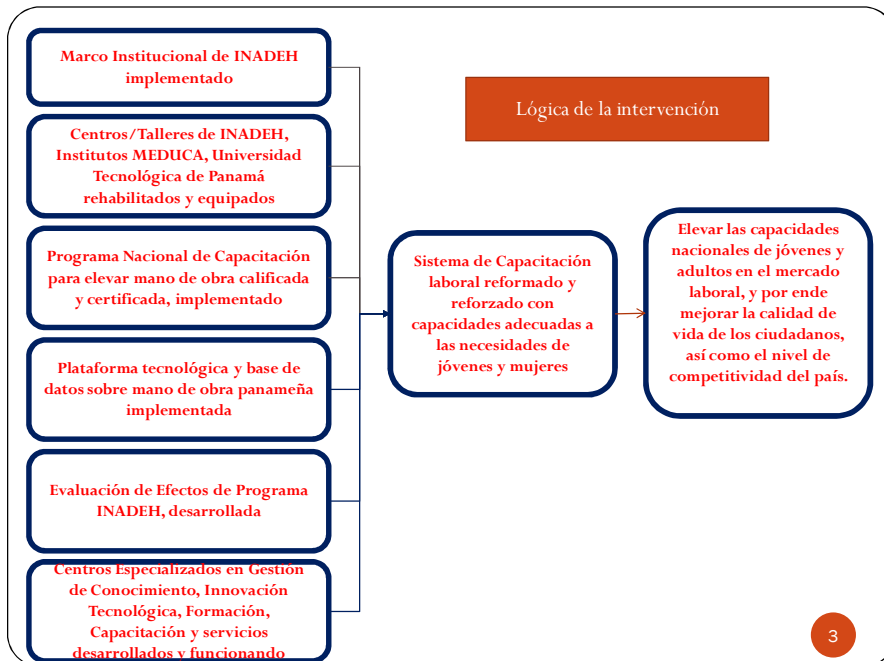 Marco Institucional de INADEH
implementado
Lógica de la intervención
Centros/Talleres de INADEH,
Institutos MEDUCA, Universidad
Tecnológica de Panamá
rehabilitados y equipados
Programa Nacional de Capacitación
para elevar mano de obra calificada
y certificada, implementado
Plataforma tecnológica y base de
datos sobre mano de obra panameña
implementada
Evaluación de Efectos de Programa
INADEH, desarrollada
Centros Especializados en Gestión
de Conocimiento, Innovación
Tecnológica, Formación,
Capacitación y servicios
desarrollados y funcionando
Sistema de Capacitación
laboral reformado y
reforzado con
capacidades adecuadas a
las necesidades de
jóvenes y mujeres
Elevar las capacidades
nacionales de jóvenes y
adultos en el mercado
laboral, y por ende
mejorar la calidad de
vida de los ciudadanos,
así como el nivel de
competitividad del país.
3